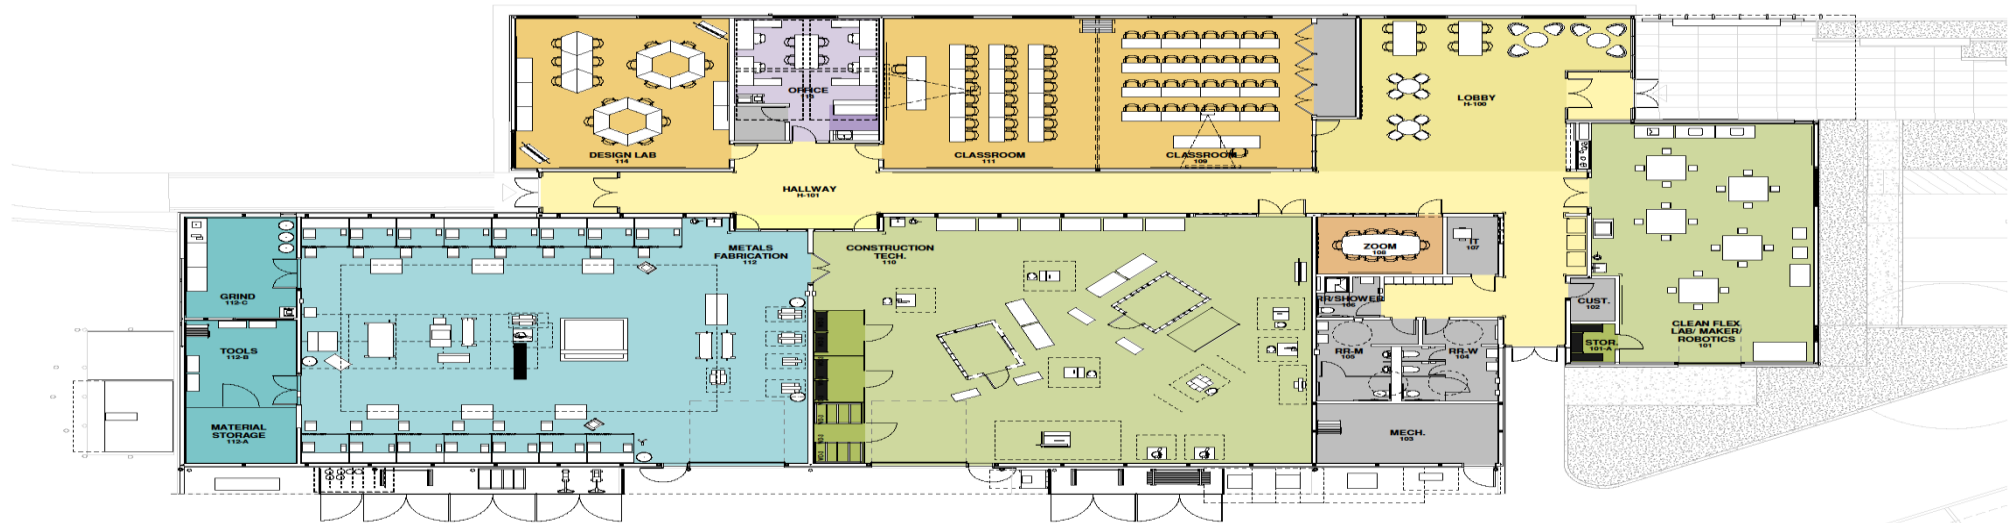 DESIGN LAB
114
OFFICE
CLASSROOM
111
CLASSROOM
109
LOBBY
H-100
HALLWAY
H-101
METALS
FABRICATION
112
CONSTRUCTION
TECH.
110
ZOOM
108
IT
107
GRIND
112-C
RR/SHOWER
106
CUST.
102
TOOLS
112-B
RR-M
105
RR-W
104
STOR.
101-A
CLEAN FLEX
LAB/ MAKER/
ROBOTICS
101
MATERIAL
STORAGE
112-A
MECH.
103